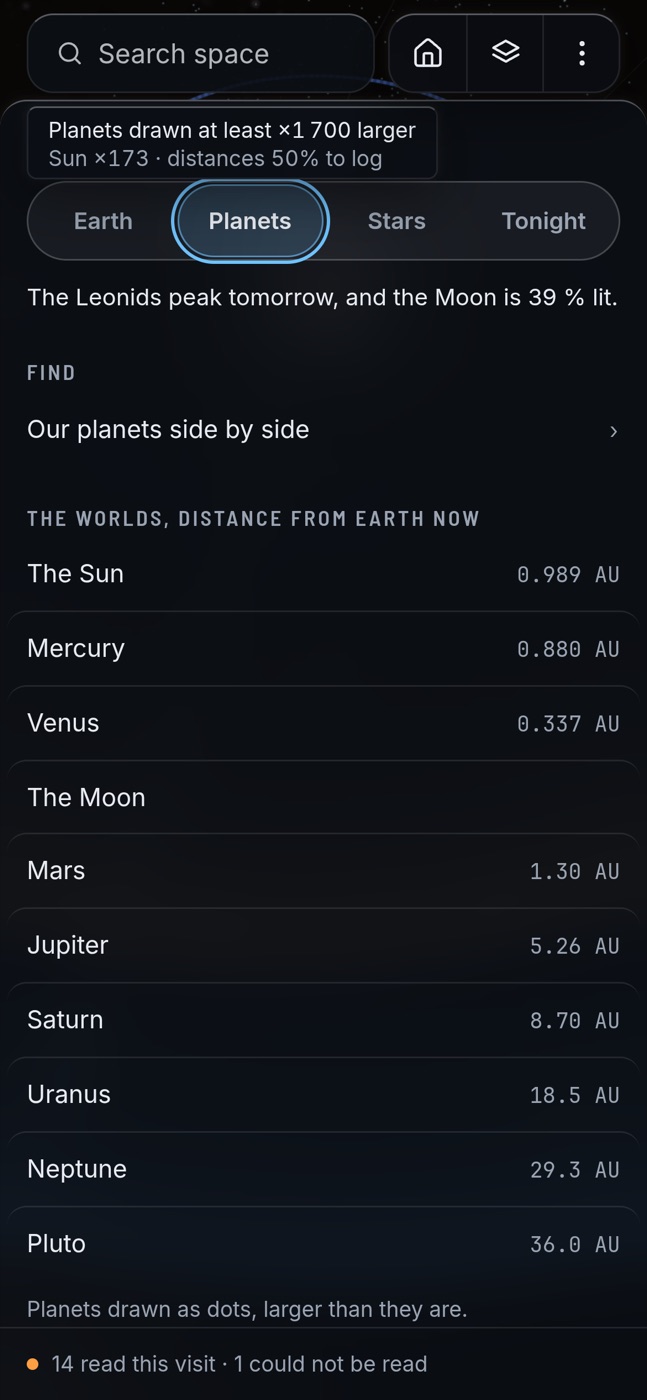 Search space
Planets drawn at least ×1 700 larger
Sun ×173 · distances 50% to log
Earth
Planets
Stars
Tonight
The Leonids peak tomorrow, and the Moon is 39 % lit.
FIND
Our planets side by side
THE WORLDS, DISTANCE FROM EARTH NOW
The Sun 0.989 AU
Mercury 0.880 AU
Venus 0.337 AU
The Moon
Mars 1.30 AU
Jupiter 5.26 AU
Saturn 8.70 AU
Uranus 18.5 AU
Neptune 29.3 AU
Pluto 36.0 AU
Planets drawn as dots, larger than they are.
14 read this visit · 1 could not be read